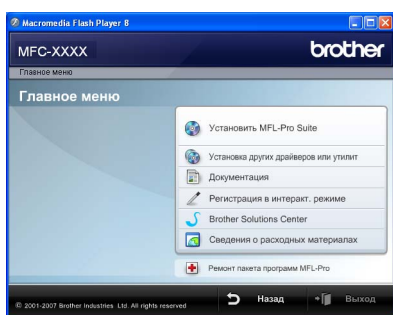 Macromedia Flash Player 8
MFC-XXXX
brother
Главное меню
Главное меню
Установить MFL-Pro Suite
Установка других драйверов или утилит
Документация
Регистрация в интеракт. режиме
Brother Solutions Center
Сведения о расходных материалах
Ремонт пакета программ MFL-Pro
© 2001-2007 Brother Industries Ltd. All rights reserved
Назад
Выход